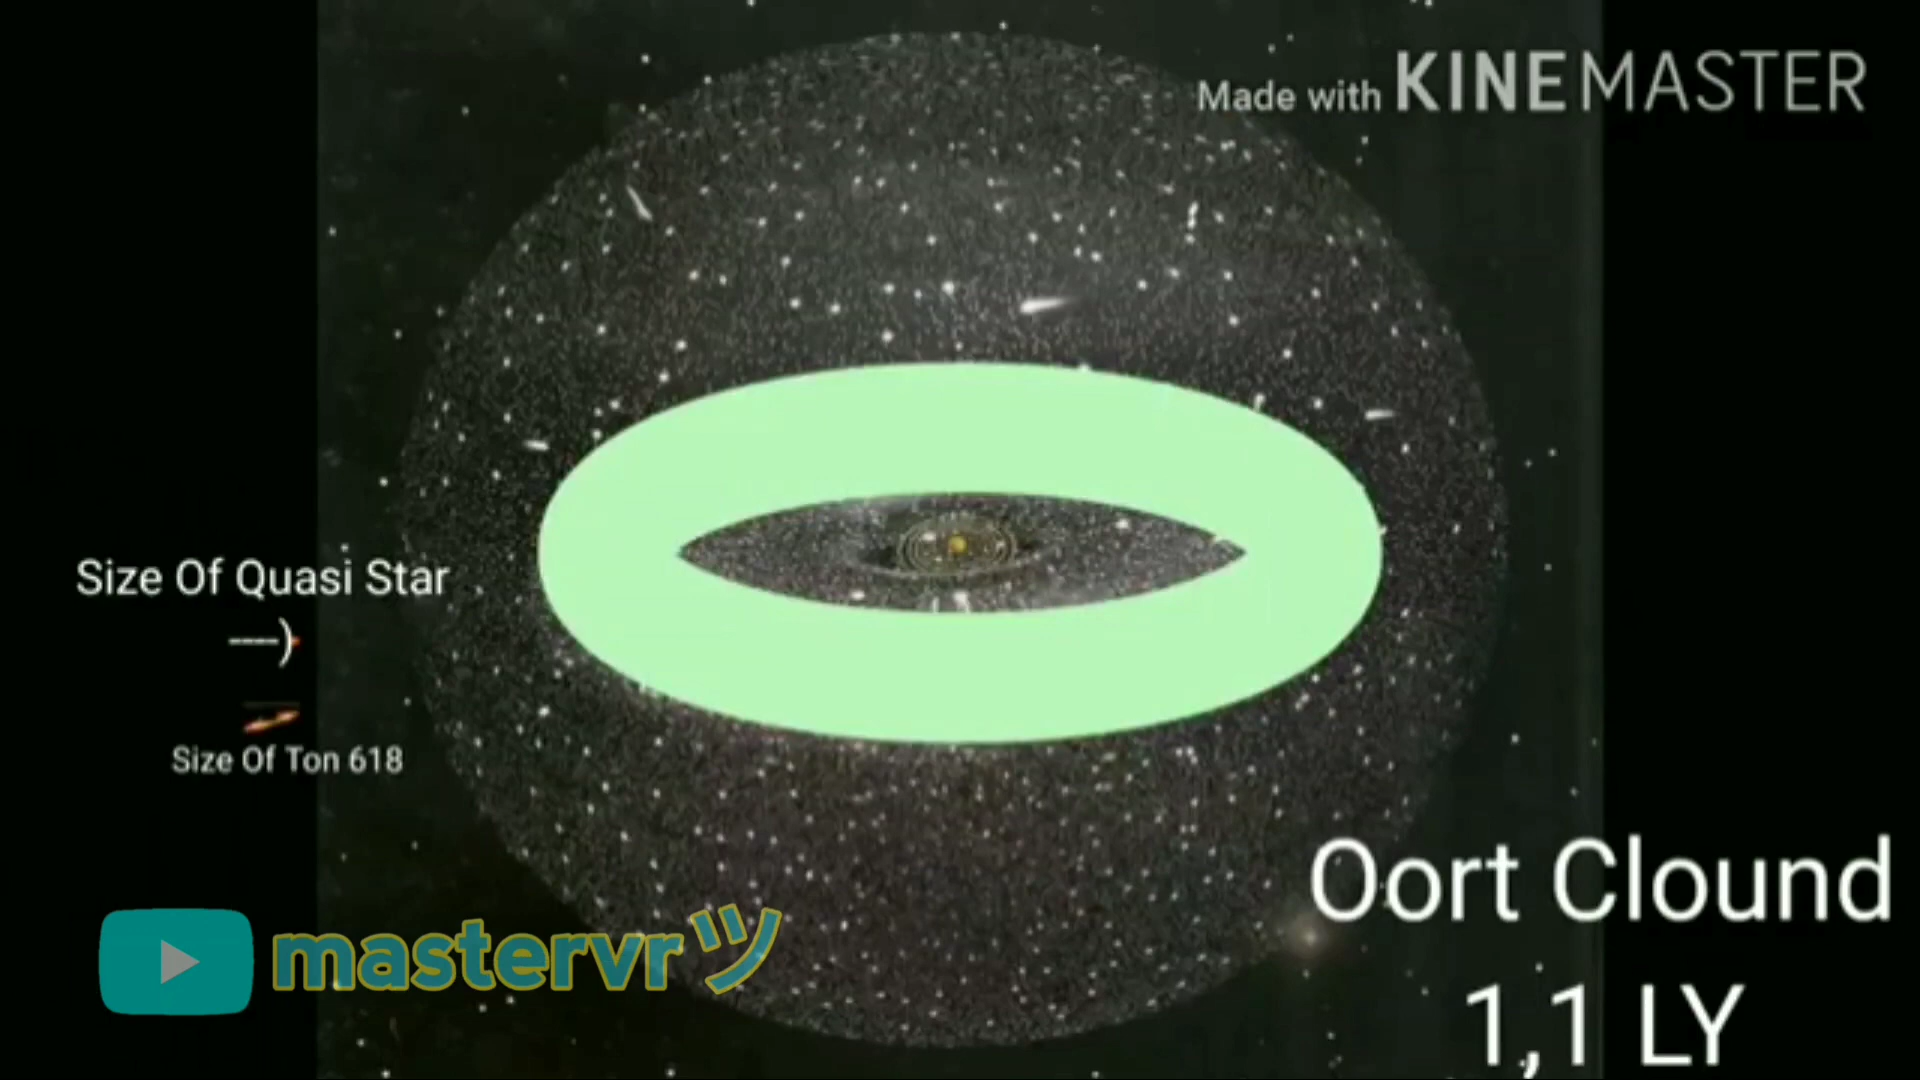 Made with KINEMASTER
Size Of Quasi Star
----)
Size Of Ton 618
Oort Clound
1,1 LY
mastervrツ